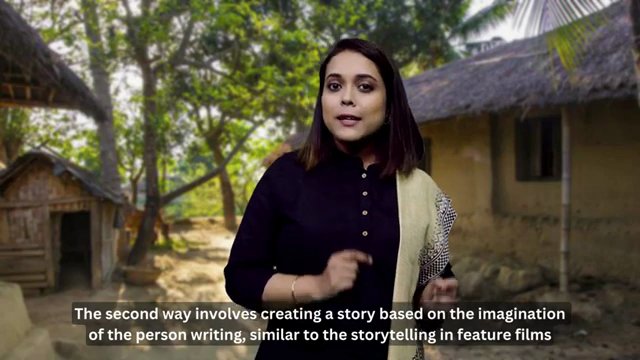 The second way involves creating a story based on the imagination
of the person writing, similar to the storytelling in feature films